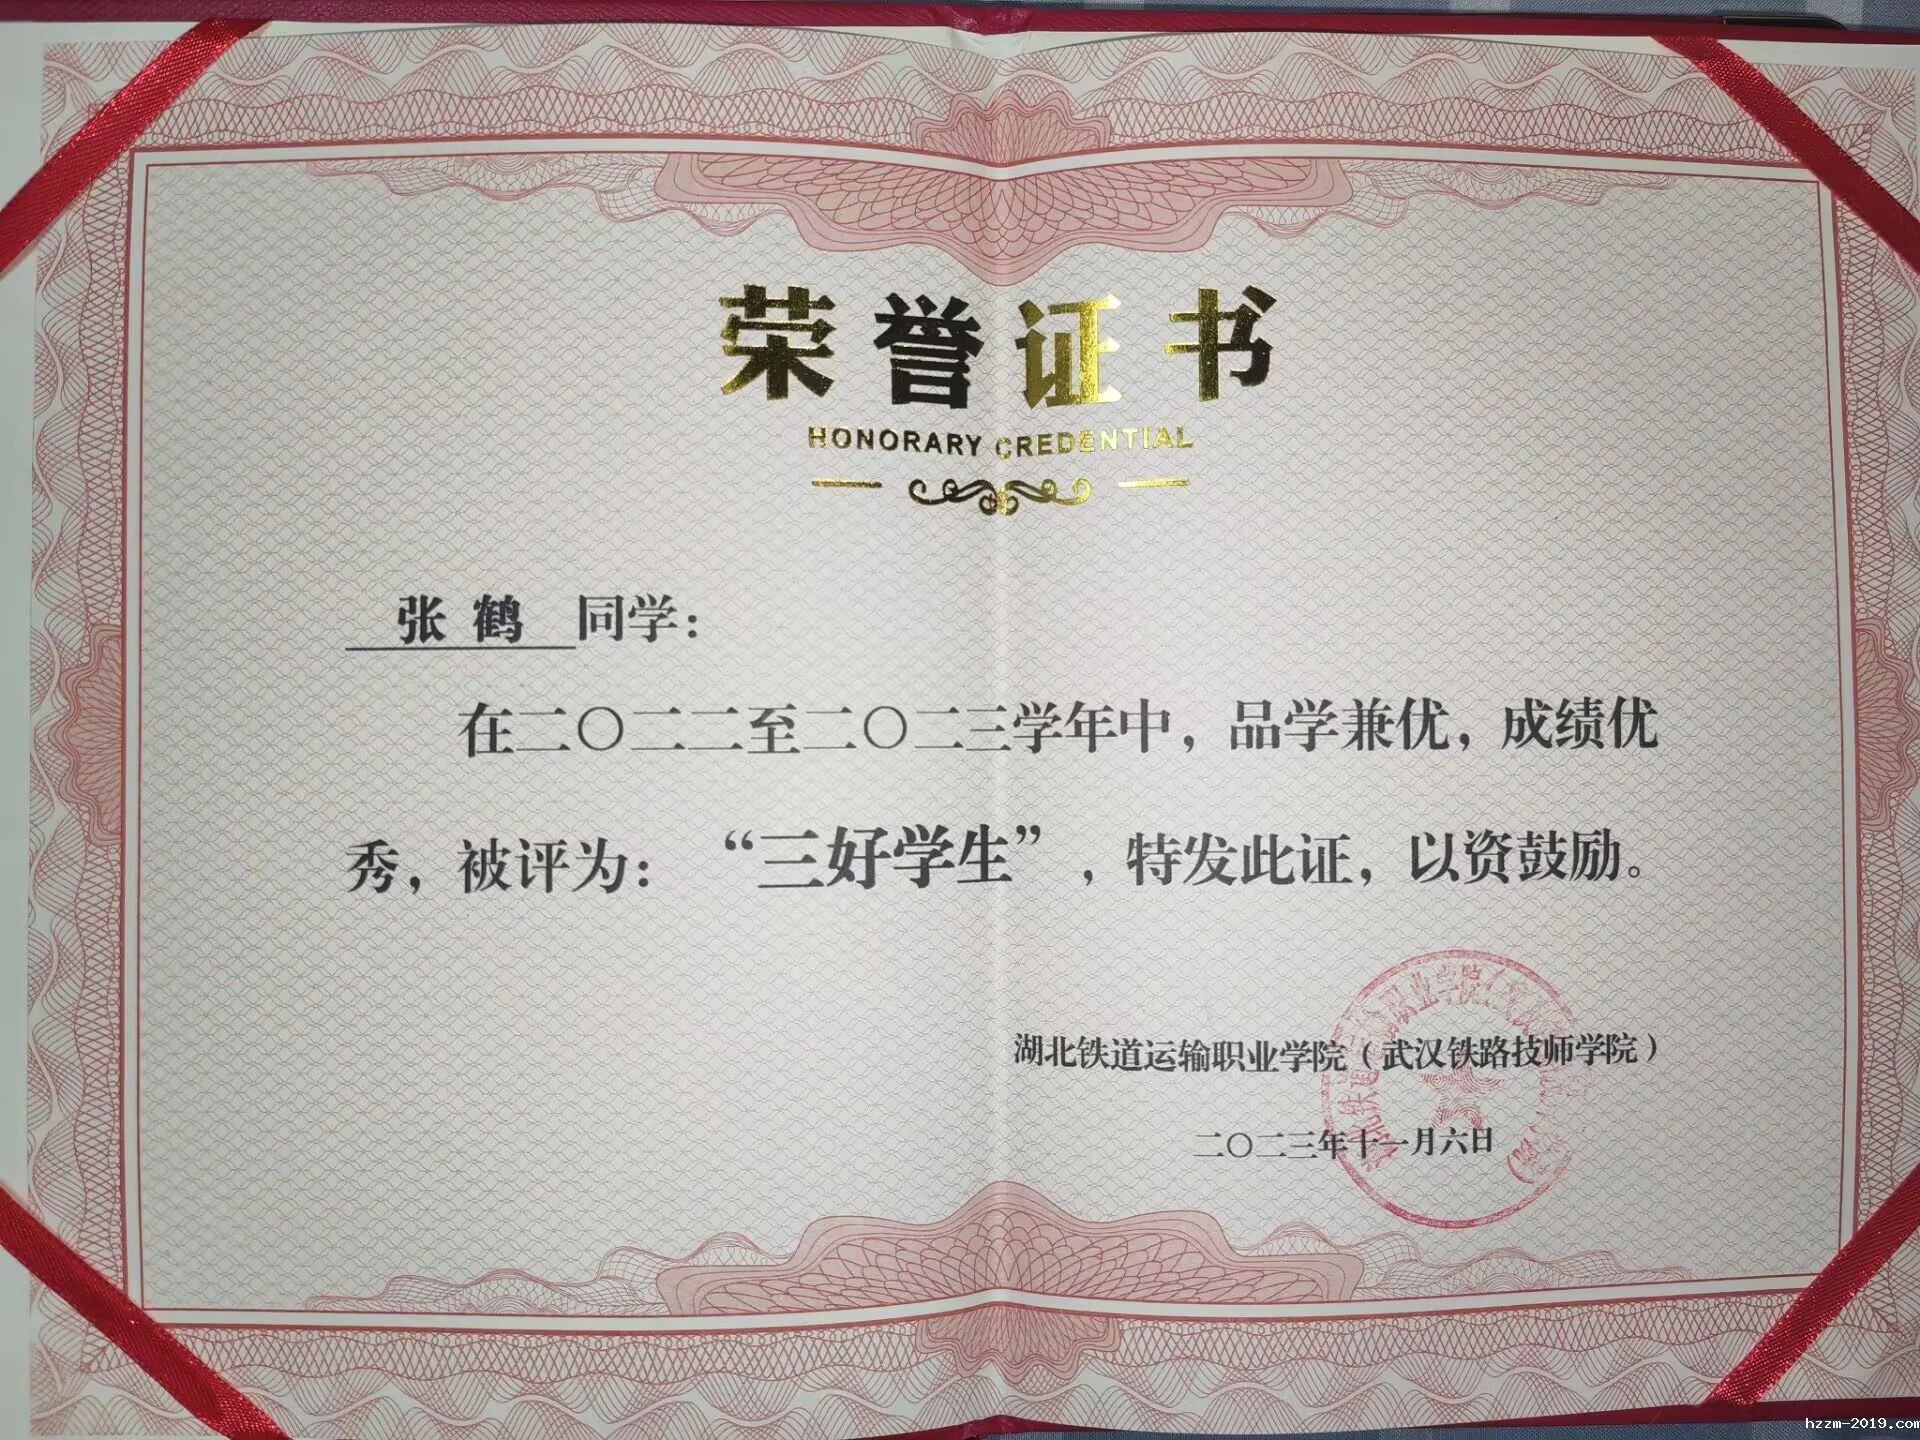 荣誉证书
HONORARY CREDENTIAL
张鹤 同学：
在二〇二二至二〇二三学年中，品学兼优，成绩优
秀，被评为：“三好学生”，特发此证，以资鼓励。
湖北铁道运输职业学院（武汉铁路技师学院）
二〇二三年十一月六日
hzzm-2019.com